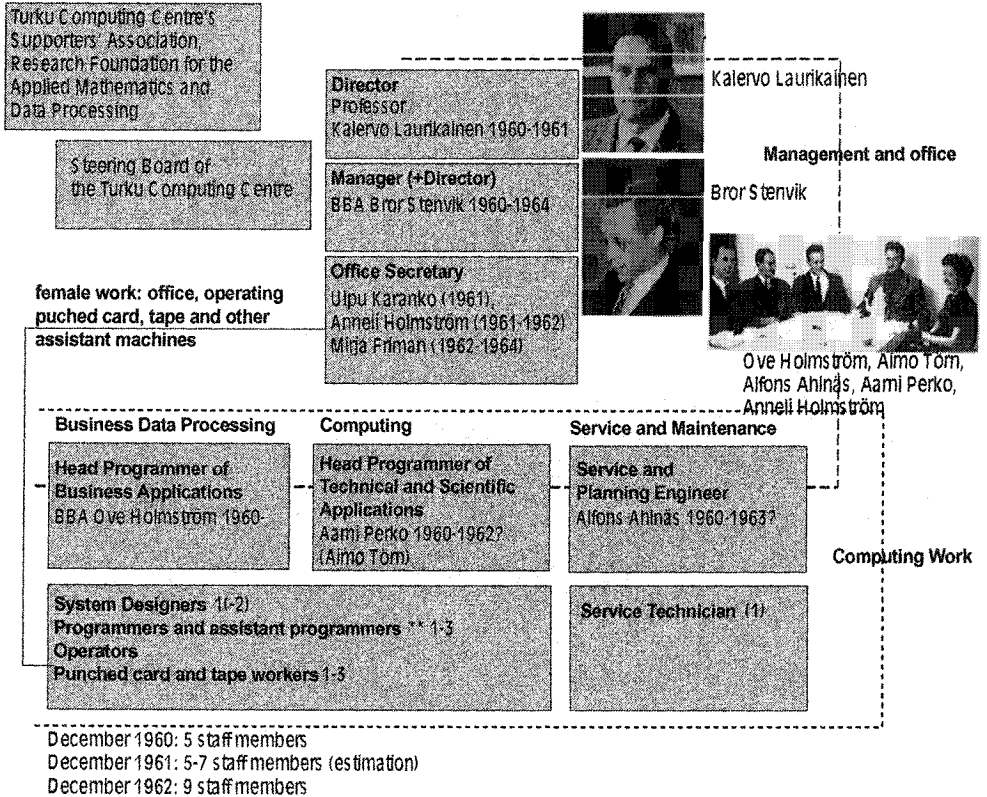 Turku Computing Centre's
Supporters' Association,
Research Foundation for the
Applied Mathematics and
Data Processing
Steering Board of
the Turku Computing Centre
Director
Professor
Kalervo Laurikainen 1960-1961
Kalervo Laurikainen
Management and office
Manager (+Director)
BBA Bror Stenvik 1960-1964
Bror Stenvik
Office Secretary
Ulpu Karanko (1961),
Anneli Holmström (1961-1962)
Mirja Friman (1962-1964)
female work: office, operating
puched card, tape and other
assistant machines
Ove Holmström, Aimo Törn,
Alfons Ahlnäs, Aarni Perko,
Anneli Holmström
Business Data Processing
Computing
Service and Maintenance
Head Programmer of
Business Applications
BBA Ove Holmström 1960-
Head Programmer of
Technical and Scientific
Applications
Aarni Perko 1960-1962?
(Aimo Törn)
Service and
Planning Engineer
Alfons Ahlnäs 1960-1963?
Computing Work
System Designers 1(-2)
Programmers and assistant programmers ** 1-3
Operators
Punched card and tape workers 1-3
Service Technician (1)
December 1960: 5 staff members
December 1961: 5-7 staff members (estimation)
December 1962: 9 staff members